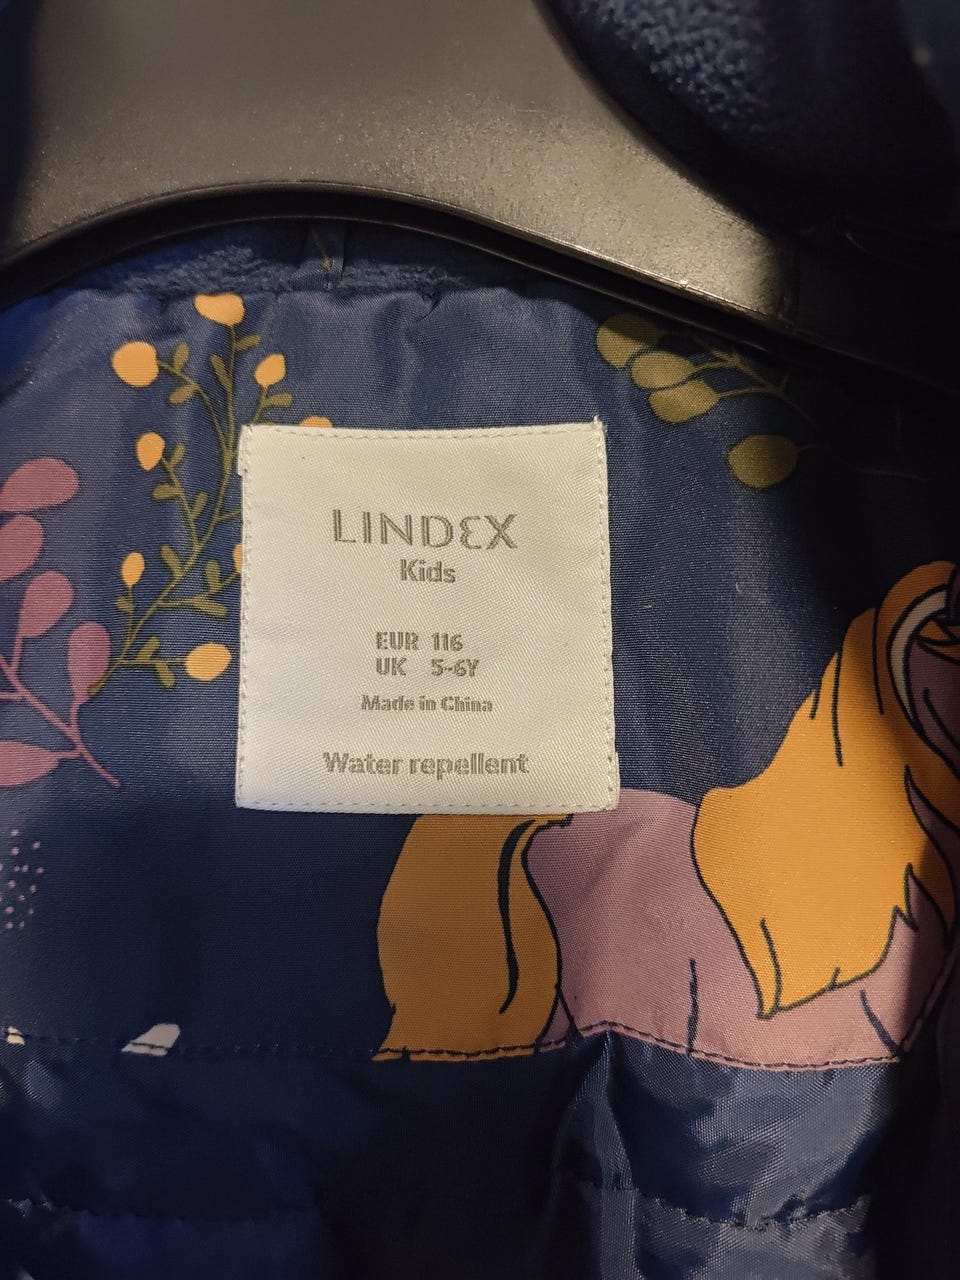 LINDEX
Kids
EUR 116
UK 5-6Y
Made in China
Water repellent